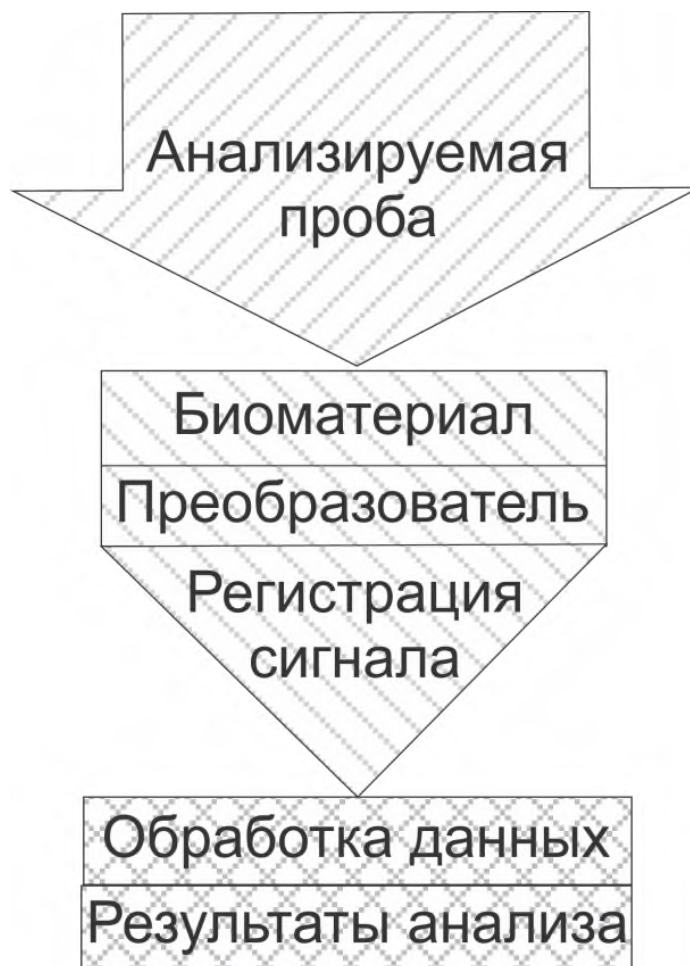 Анализируемая
проба
Биоматериал
Преобразователь
Регистрация
сигнала
Обработка данных
Результаты анализа